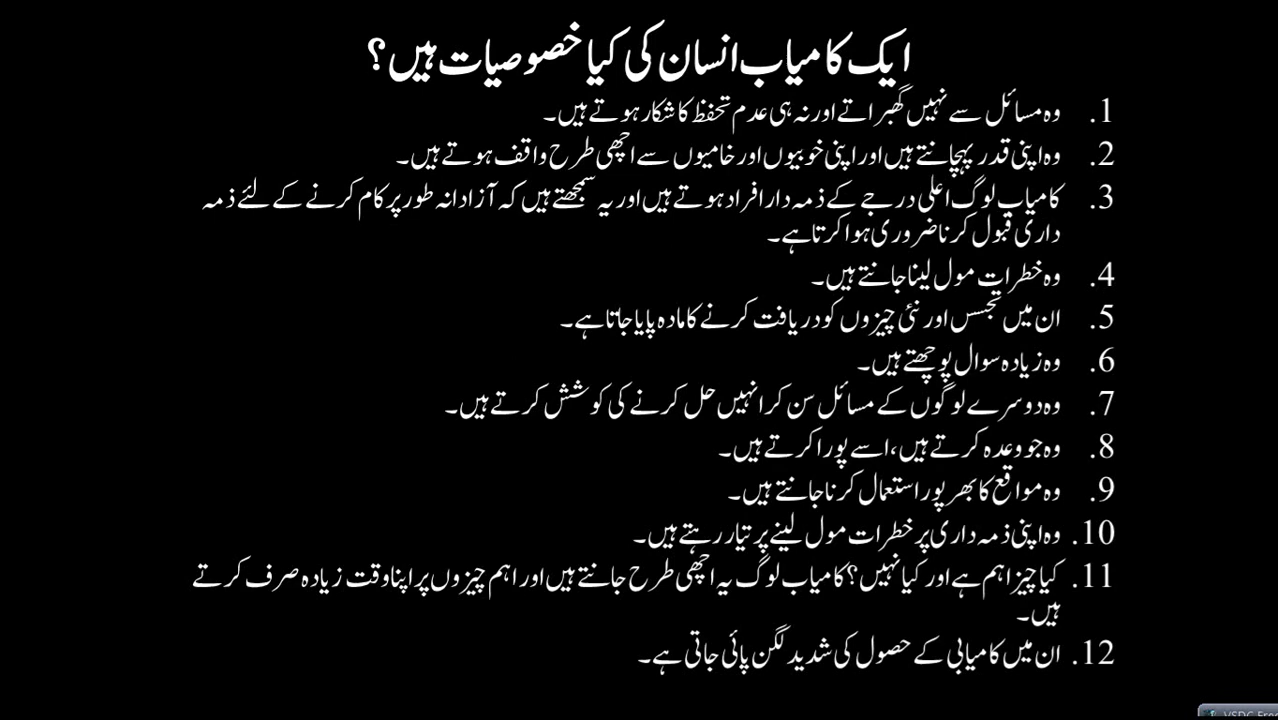 ایک کامیاب انسان کی کیا خصوصیات ہیں؟
1. وہ مسائل سے نہیں گھبراتے اور نہ ہی عدم تحفظ کا شکار ہوتے ہیں۔
2. وہ اپنی قدر پہچانتے ہیں اور اپنی خوبیوں اور خامیوں سے اچھی طرح واقف ہوتے ہیں۔
3. کامیاب لوگ اعلی درجے کے ذمہ دار افراد ہوتے ہیں اور یہ سمجھتے ہیں کہ آزادانہ طور پر کام کرنے کے لئے ذمہ
داری قبول کرنا ضروری ہوا کرتا ہے۔
4. وہ خطرات مول لینا جانتے ہیں۔
5. ان میں تجسس اور نئی چیزوں کو دریافت کرنے کا مادہ پایا جاتا ہے۔
6. وہ زیادہ سوال پوچھتے ہیں۔
7. وہ دوسرے لوگوں کے مسائل سن کر انہیں حل کرنے کی کوشش کرتے ہیں۔
8. وہ جو وعدہ کرتے ہیں، اسے پورا کرتے ہیں۔
9. وہ مواقع کا بھرپور استعمال کرنا جانتے ہیں۔
10. وہ اپنی ذمہ داری پر خطرات مول لینے پر تیار رہتے ہیں۔
11. کیا چیز اہم ہے اور کیا نہیں؟ کامیاب لوگ یہ اچھی طرح جانتے ہیں اور اہم چیزوں پر اپنا وقت زیادہ صرف کرتے
ہیں۔
12. ان میں کامیابی کے حصول کی شدید لگن پائی جاتی ہے۔